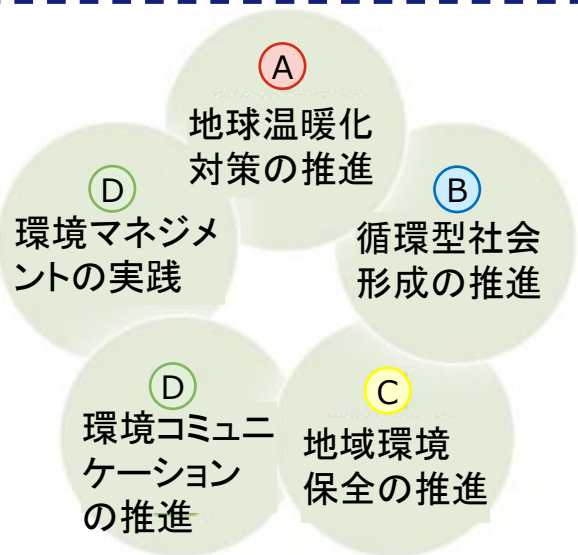 A
地球温暖化
対策の推進
B
循環型社会
形成の推進
C
地域環境
保全の推進
D
環境コミュニ
ケーション
の推進
D
環境マネジメ
ントの実践